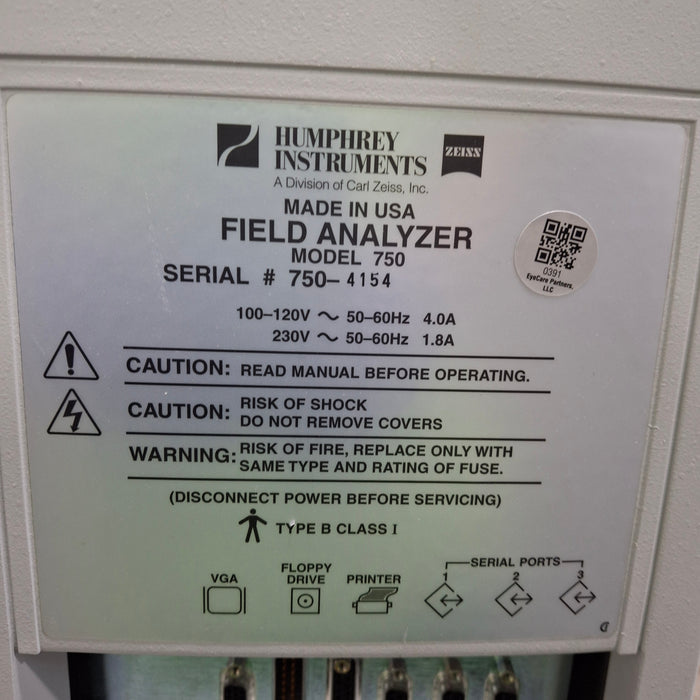 HUMPHREY
INSTRUMENTS
ZEISS
A Division of Carl Zeiss, Inc.
MADE IN USA
FIELD ANALYZER
MODEL 750
SERIAL # 750-4154
0391
EyeCare Partners,
LLC
100-120V ~ 50-60Hz 4.0A
230V ~ 50-60Hz 1.8A
CAUTION: READ MANUAL BEFORE OPERATING.
CAUTION: RISK OF SHOCK
DO NOT REMOVE COVERS
WARNING: RISK OF FIRE, REPLACE ONLY WITH
SAME TYPE AND RATING OF FUSE.
(DISCONNECT POWER BEFORE SERVICING)
TYPE B CLASS I
VGA
FLOPPY
DRIVE
PRINTER
SERIAL PORTS
1 2 3